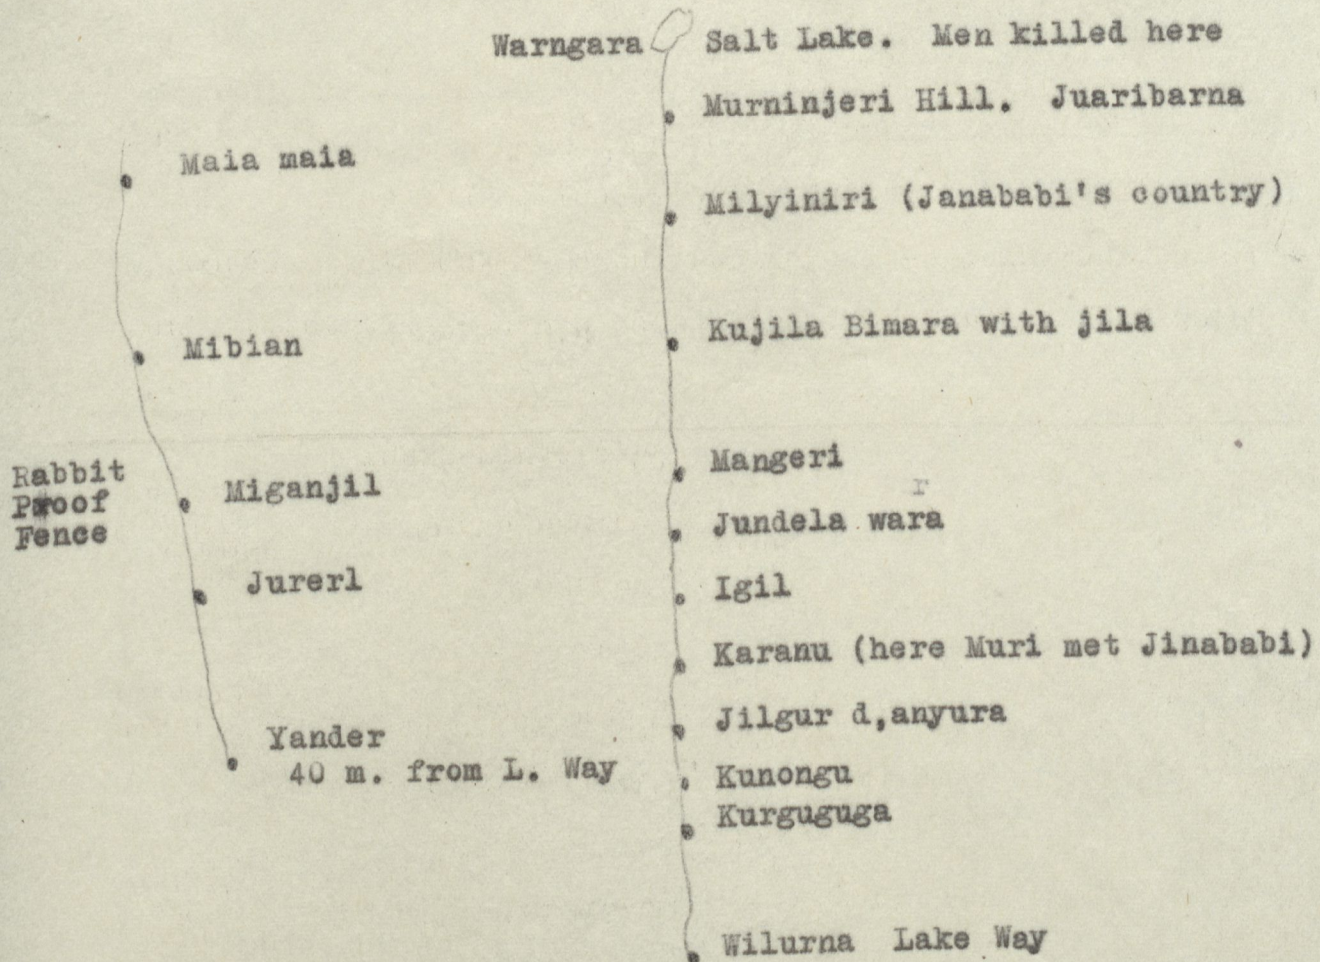 Warngara Salt Lake. Men killed here
Murninjeri Hill. Juaribarna
Maia maia
Milyiniri (Janababi's country)
Kujila Bimara with jila
Mibian
Mangeri
Rabbit
Proof
Fence
Miganjil
r
Jundela wara
Jurerl
Igil
Karanu (here Muri met Jinababi)
Jilgur d,anyura
Yander
40 m. from L. Way
Kunongu
Kurguguga
Wilurna Lake Way